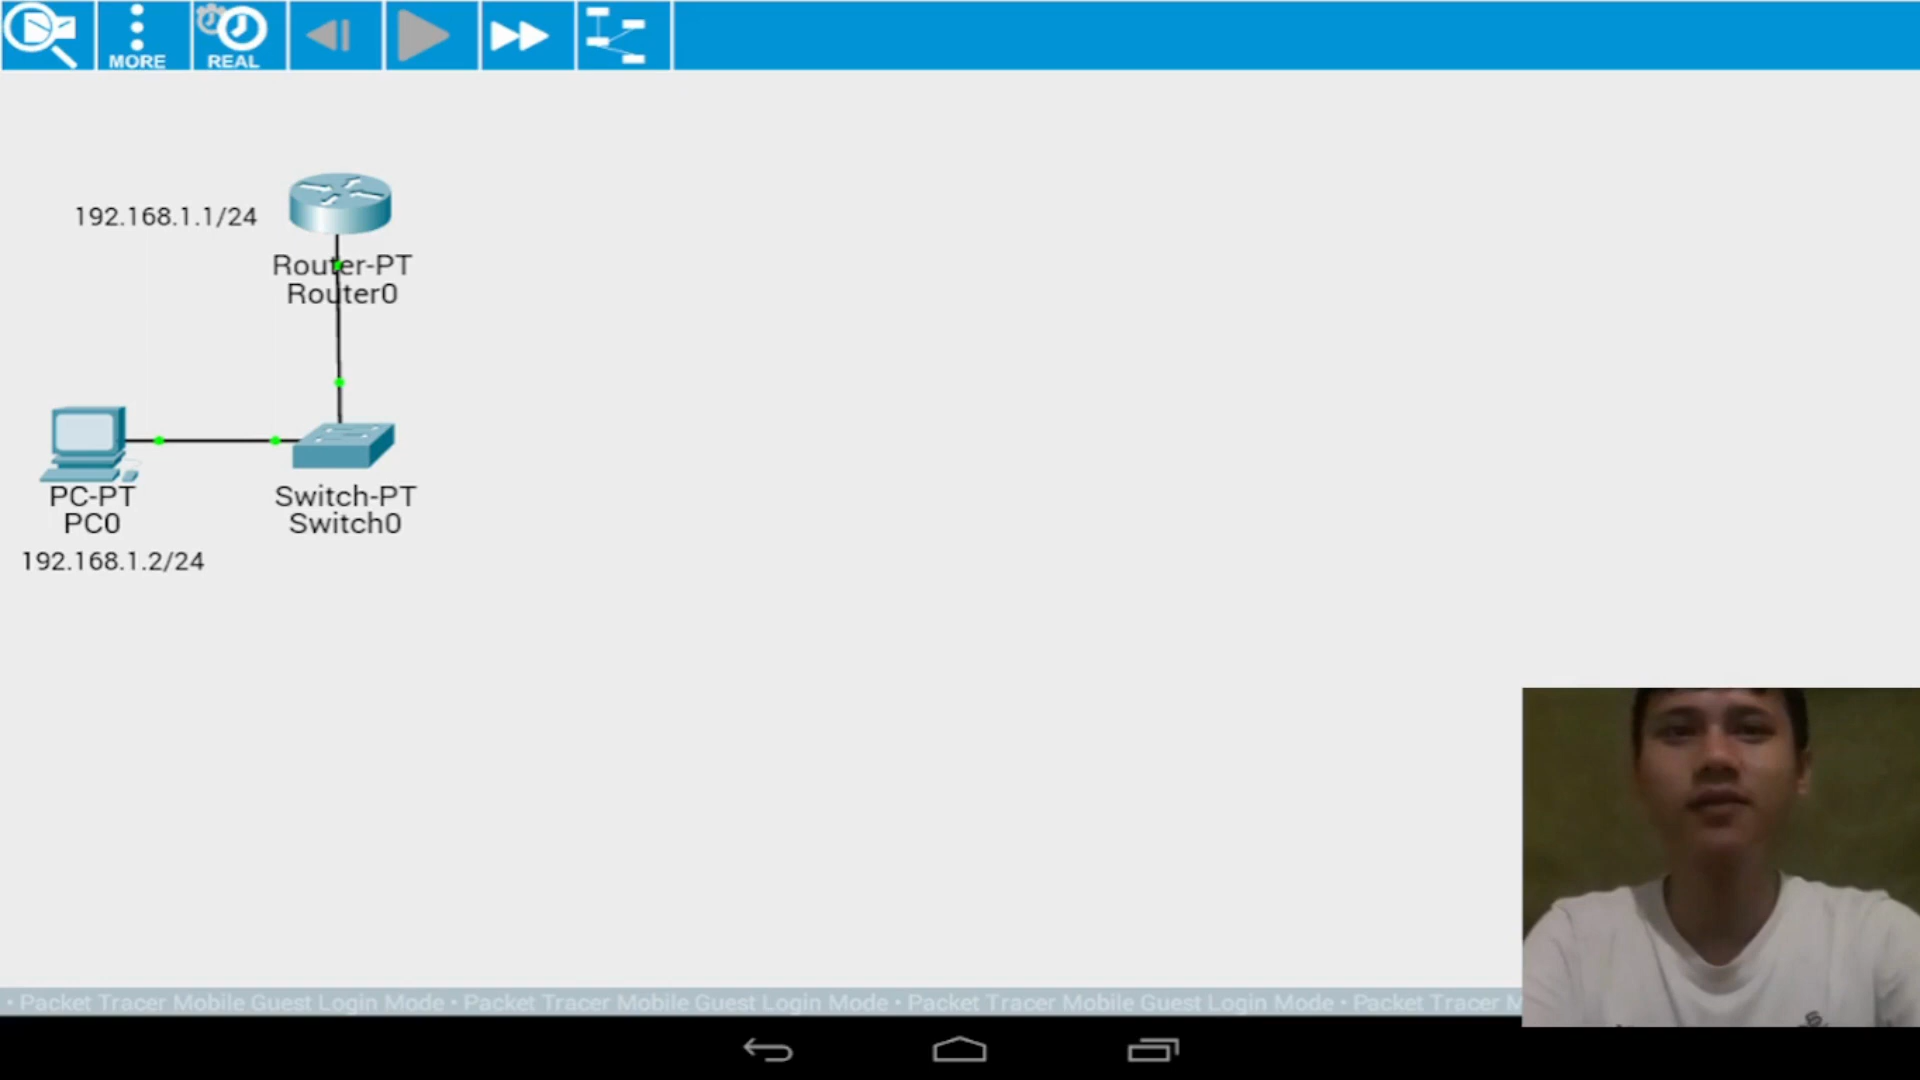 MORE
REAL
192.168.1.1/24
Router-PT
Router0
PC-PT
PC0
192.168.1.2/24
Switch-PT
Switch0
• Packet Tracer Mobile Guest Login Mode • Packet Tracer Mobile Guest Login Mode • Packet Tracer Mobile Guest Login Mode • Packet Tracer M